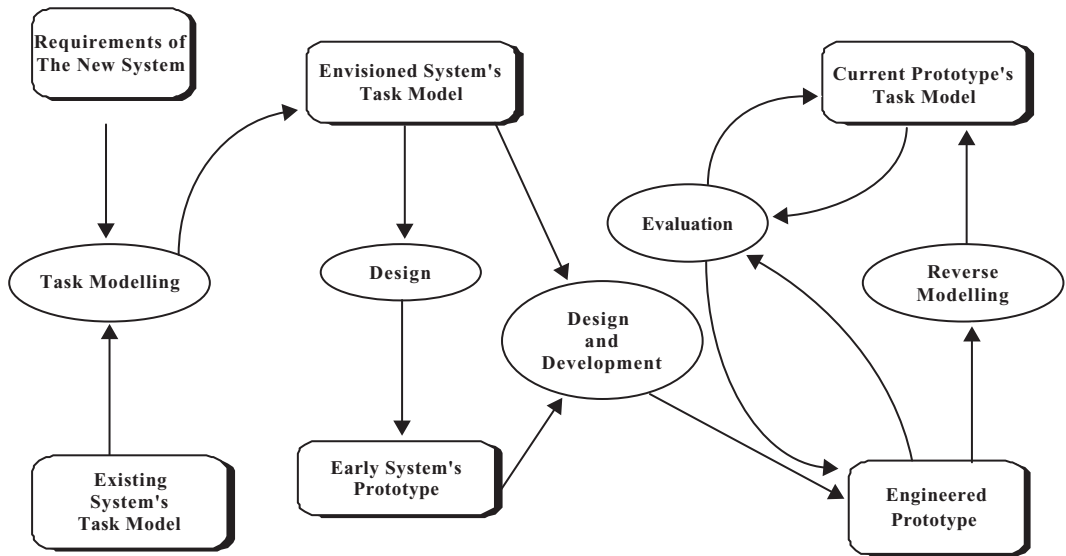 Requirements of
The New System
Envisioned System's
Task Model
Current Prototype's
Task Model
Evaluation
Task Modelling
Design
Reverse
Modelling
Design
and
Development
Existing
System's
Task Model
Early System's
Prototype
Engineered
Prototype